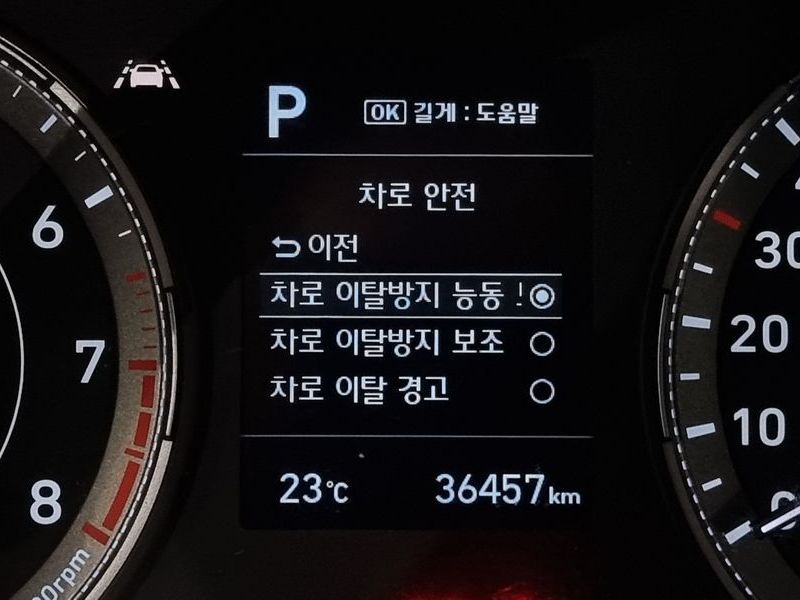 P
OK 길게 : 도움말
차로 안전
이전
차로 이탈방지 능동
차로 이탈방지 보조
차로 이탈 경고
23℃
36457km
6
7
8
30
20
10
0